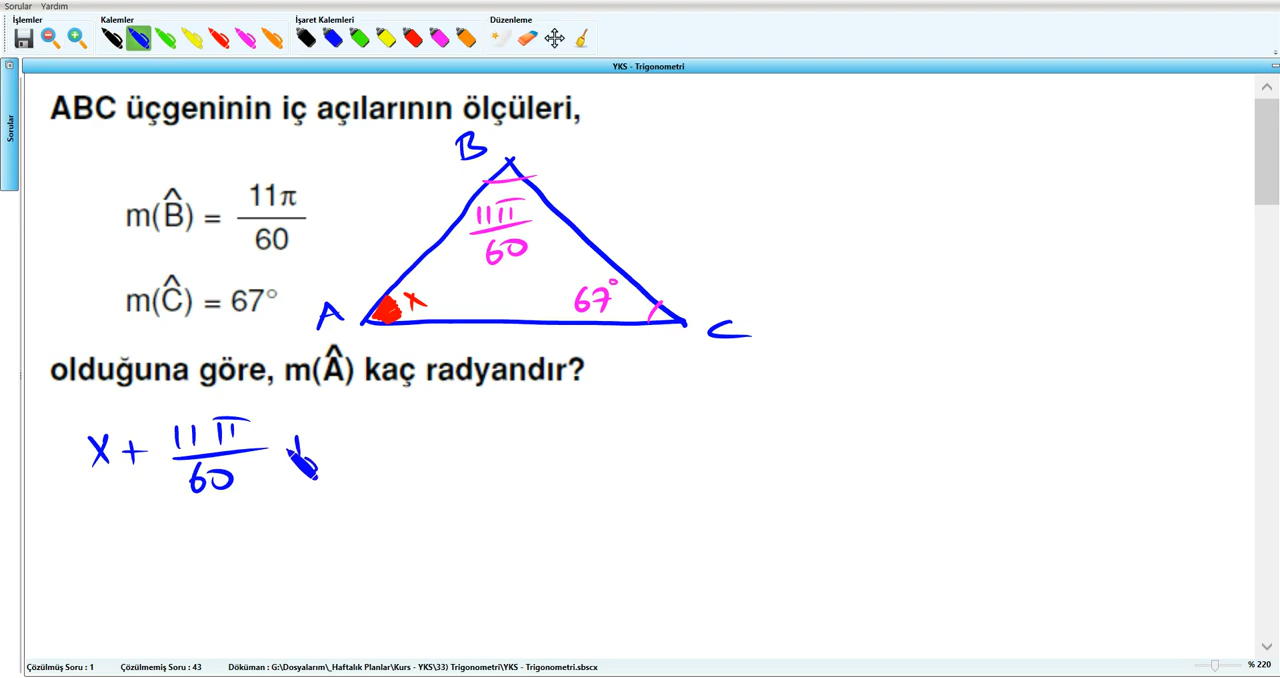 Sorular Yardım
İşlemler Kalemler İşaret Kalemleri Düzenleme
YKS - Trigonometri
Sorular
ABC üçgeninin iç açılarının ölçüleri,
m(B̂) = 11π/60
m(Ĉ) = 67°
B
11π/60
67°
x
A
C
olduğuna göre, m(Â) kaç radyandır?
x + 11π/60
Çözülmüş Soru : 1 Çözülmemiş Soru : 43 Döküman : G:\Dosyalarım\_Haftalık Planlar\Kurs - YKS\33) Trigonometri\YKS - Trigonometri.sbscx % 220